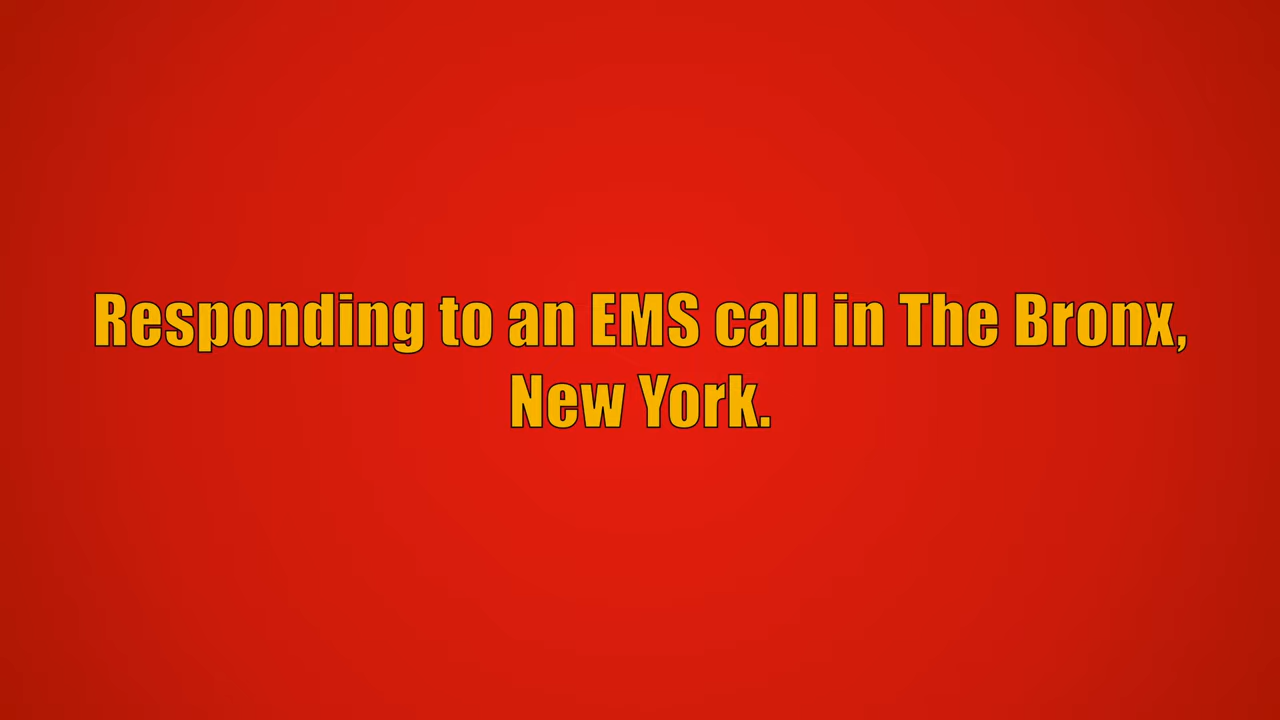 Responding to an EMS call in The Bronx,
New York.